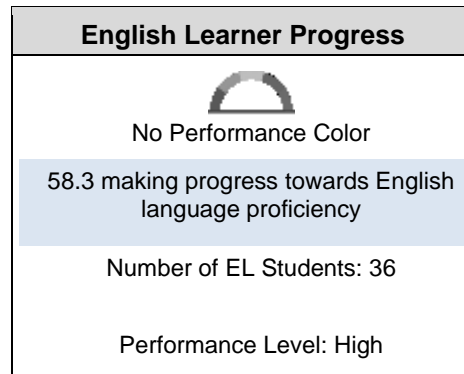 English Learner Progress
No Performance Color
58.3 making progress towards English
language proficiency
Number of EL Students: 36
Performance Level: High